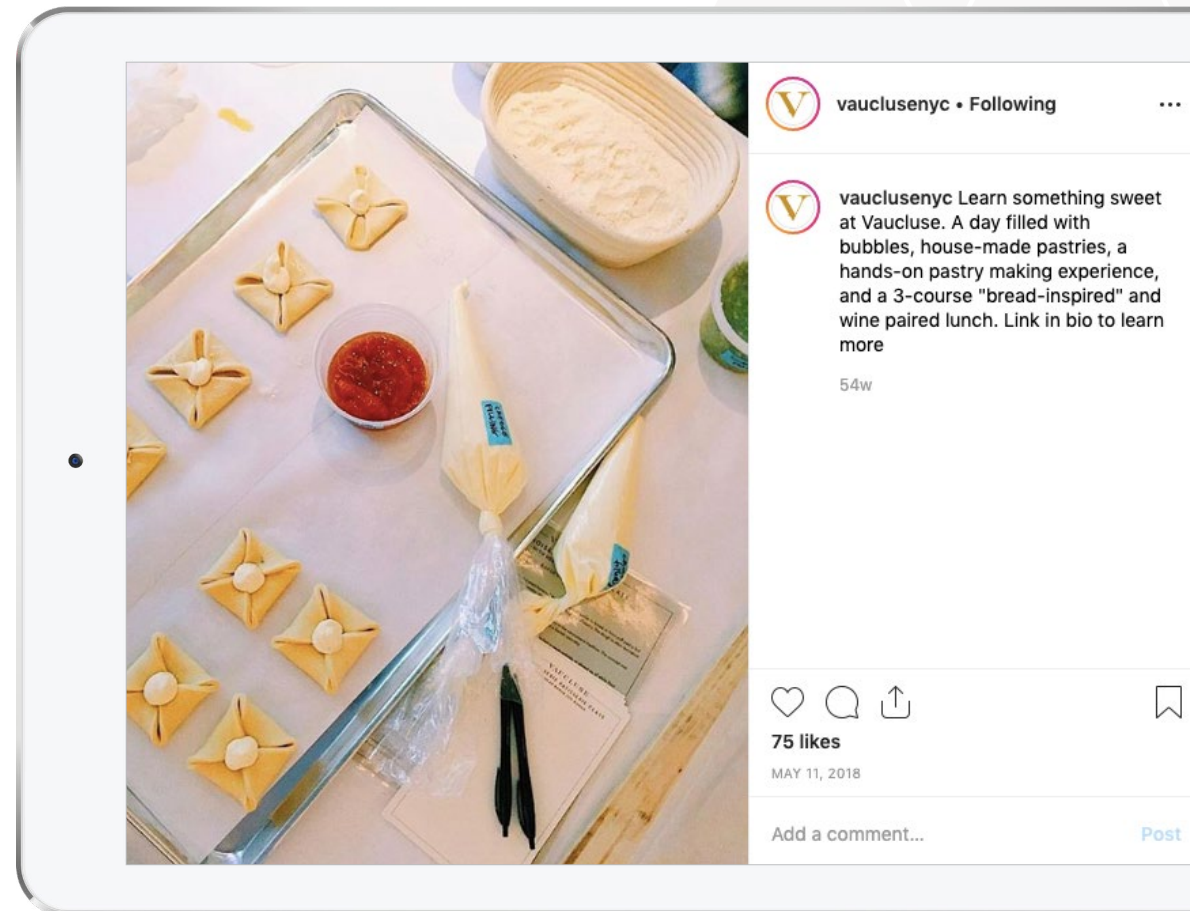 V
vauclusenyc • Following
V
vauclusenyc Learn something sweet
at Vaucluse. A day filled with
bubbles, house-made pastries, a
hands-on pastry making experience,
and a 3-course "bread-inspired" and
wine paired lunch. Link in bio to learn
more
54w
VAUCLUSE
75 likes
MAY 11, 2018
Add a comment...
Post